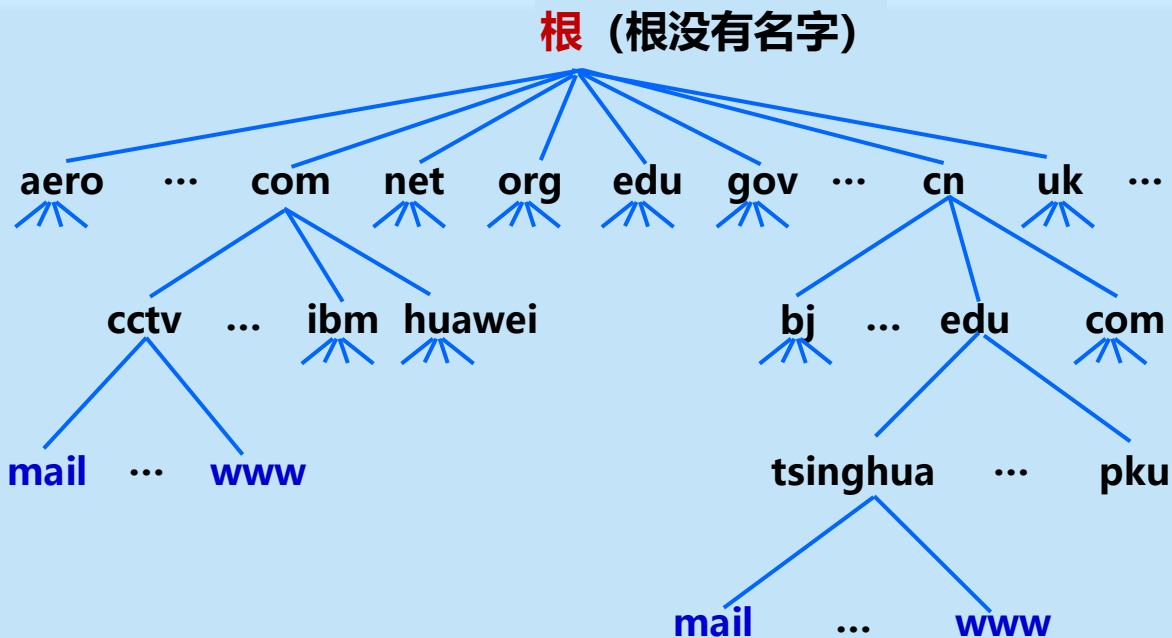 根 (根没有名字)
aero ... com net org edu gov ... cn uk ...
cctv ... ibm huawei bj ... edu com
mail ... www tsinghua ... pku
mail ... www